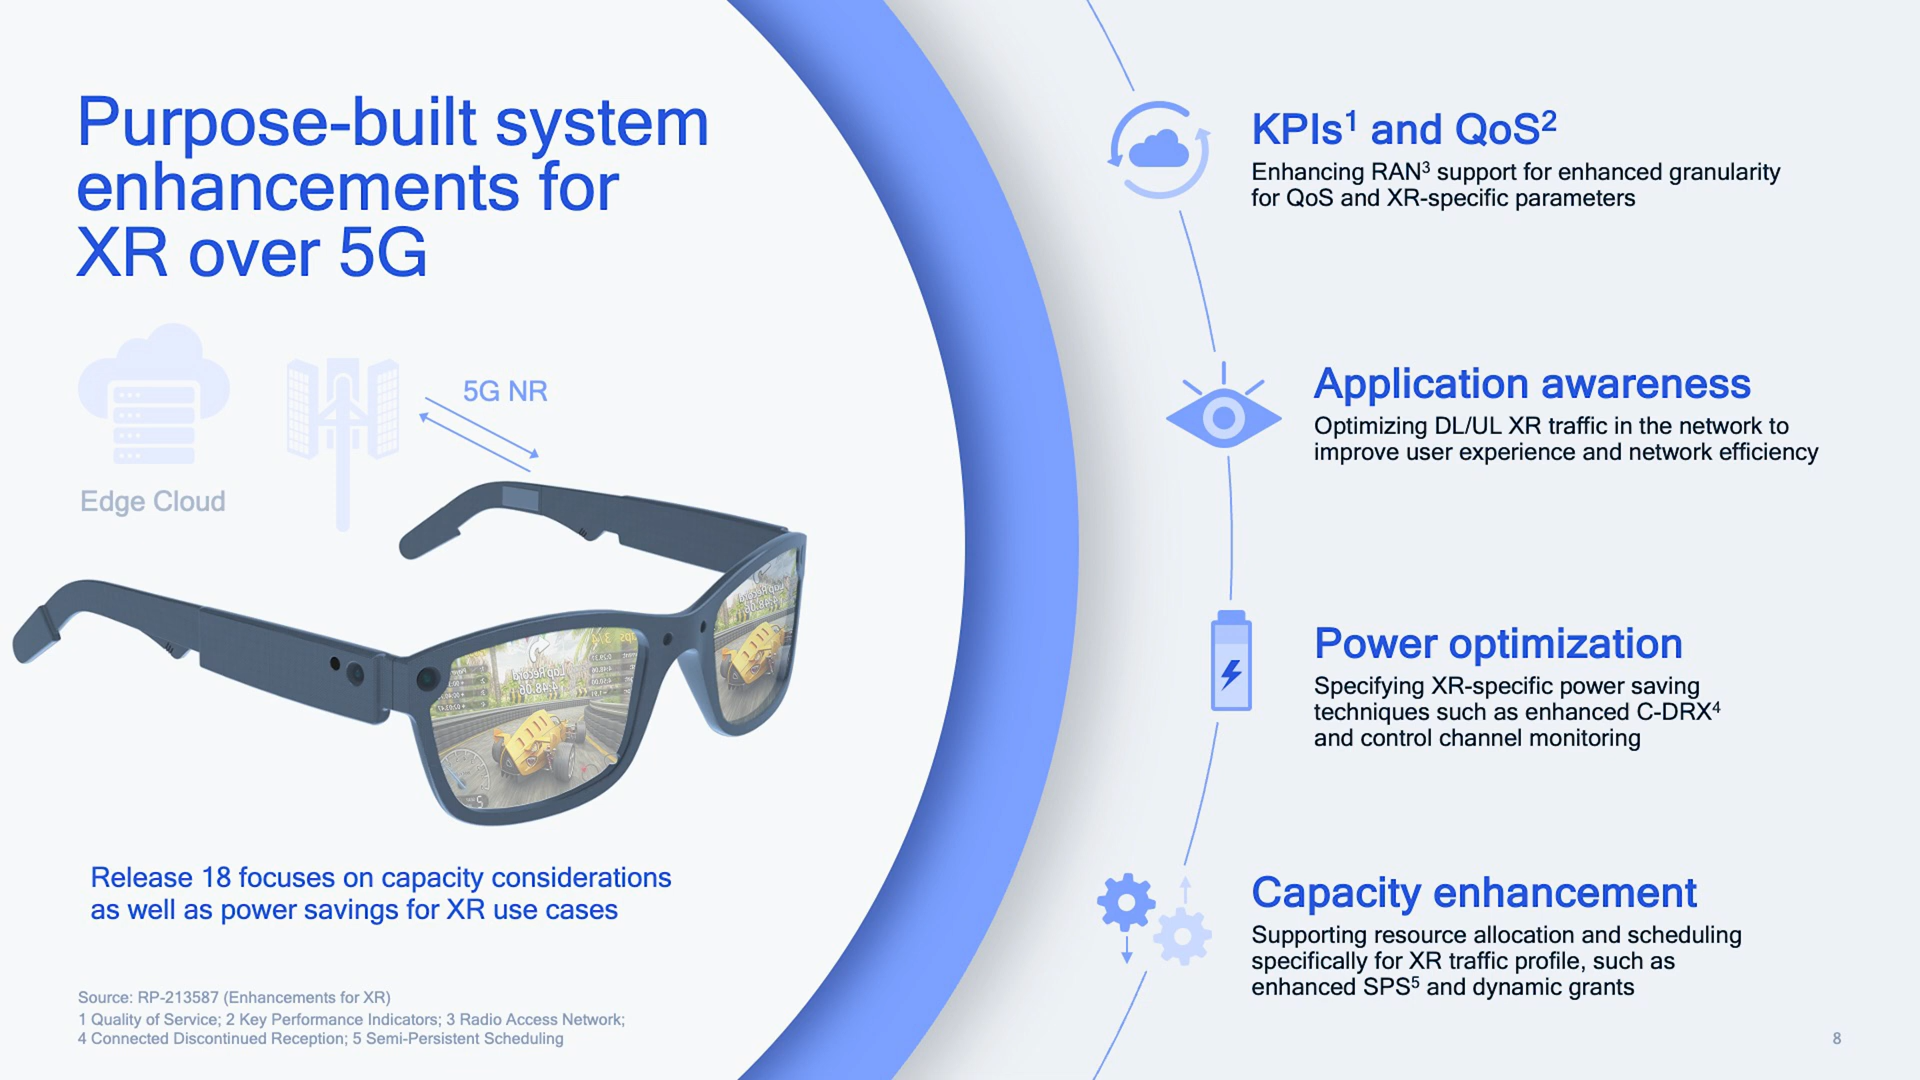 Purpose-built system
enhancements for
XR over 5G
5G NR
Edge Cloud
Release 18 focuses on capacity considerations
as well as power savings for XR use cases
Source: RP-213587 (Enhancements for XR)
1 Quality of Service; 2 Key Performance Indicators; 3 Radio Access Network;
4 Connected Discontinued Reception; 5 Semi-Persistent Scheduling
KPIs¹ and QoS²
Enhancing RAN³ support for enhanced granularity
for QoS and XR-specific parameters
Application awareness
Optimizing DL/UL XR traffic in the network to
improve user experience and network efficiency
Power optimization
Specifying XR-specific power saving
techniques such as enhanced C-DRX⁴
and control channel monitoring
Capacity enhancement
Supporting resource allocation and scheduling
specifically for XR traffic profile, such as
enhanced SPS⁵ and dynamic grants
8